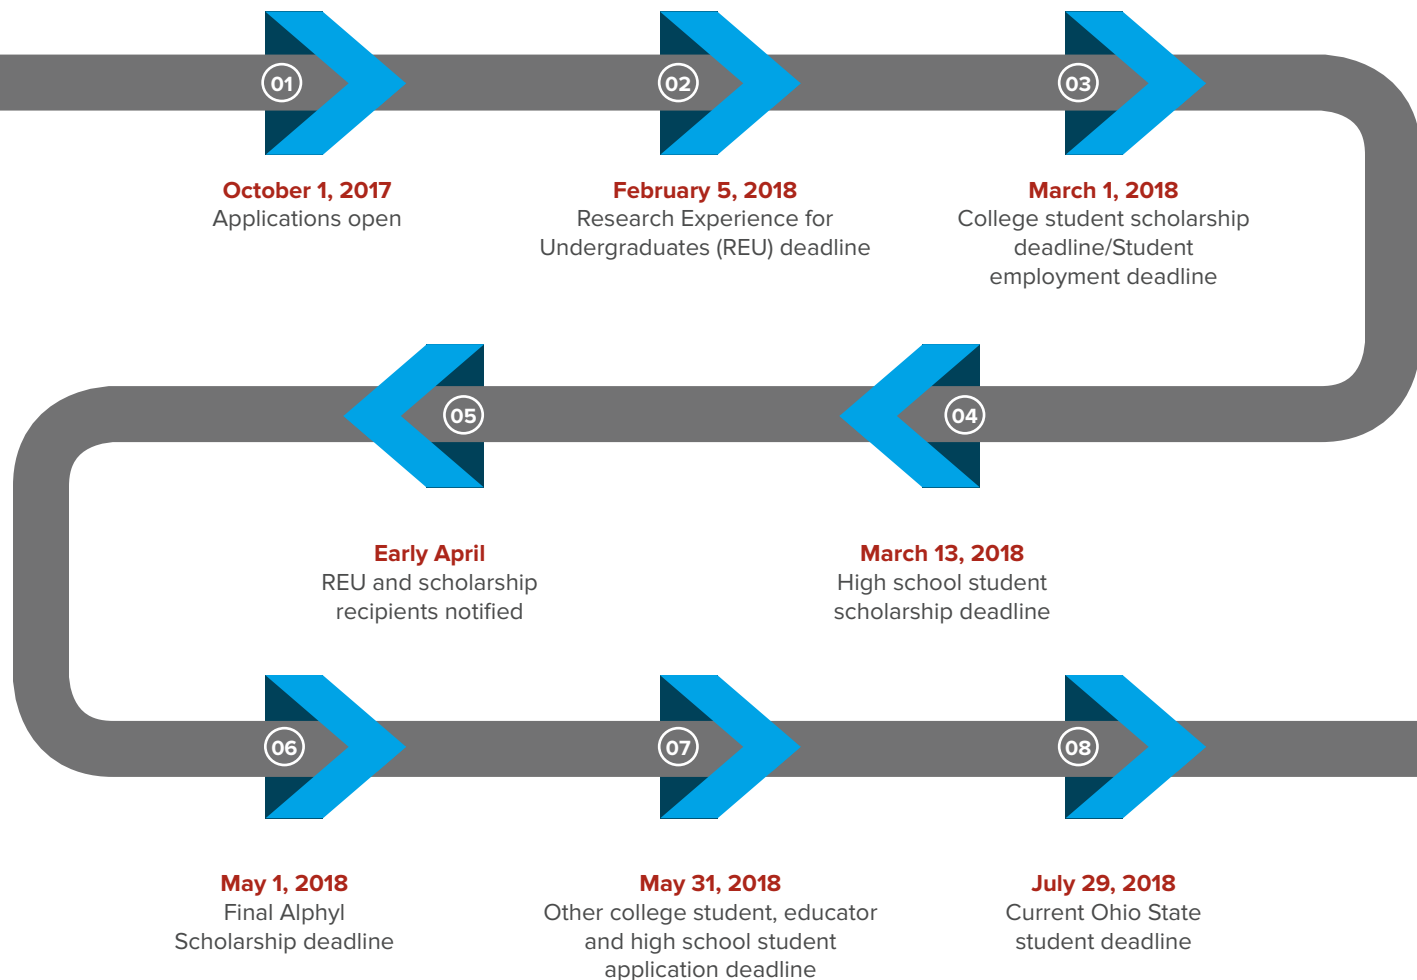 01
October 1, 2017
Applications open
02
February 5, 2018
Research Experience for
Undergraduates (REU) deadline
03
March 1, 2018
College student scholarship
deadline/Student
employment deadline
04
March 13, 2018
High school student
scholarship deadline
05
Early April
REU and scholarship
recipients notified
06
May 1, 2018
Final Alphyl
Scholarship deadline
07
May 31, 2018
Other college student, educator
and high school student
application deadline
08
July 29, 2018
Current Ohio State
student deadline